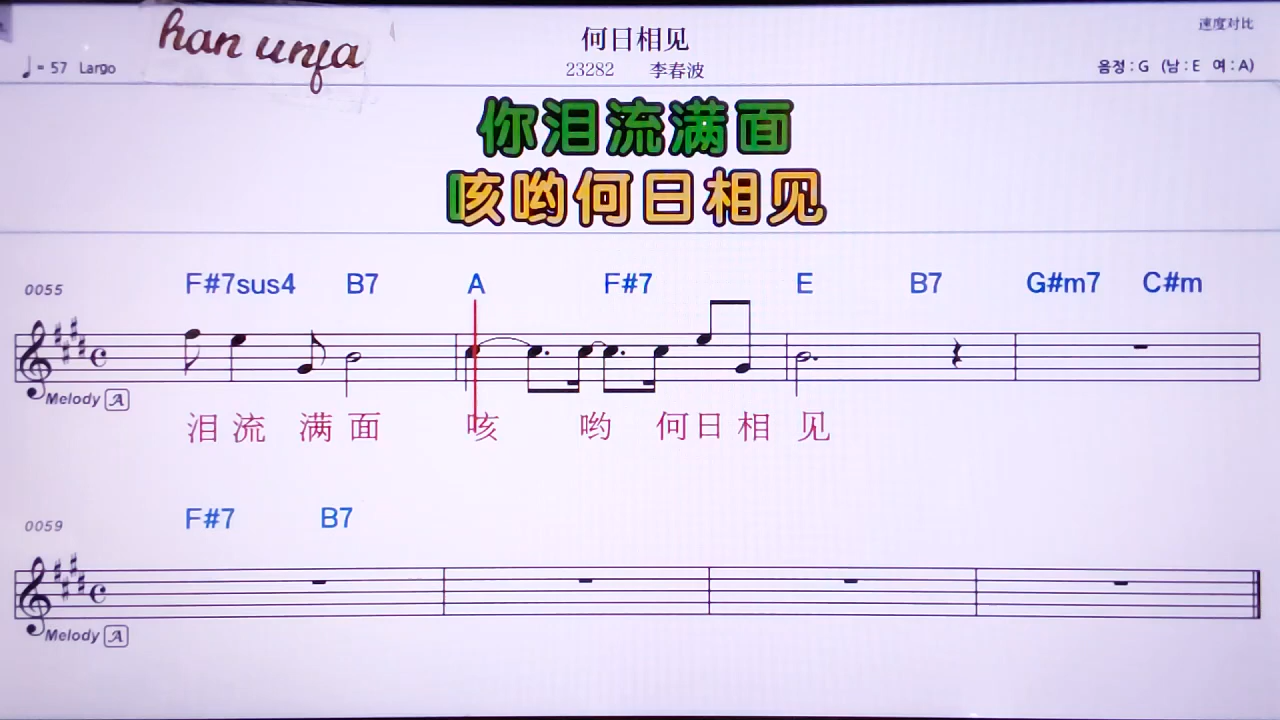 han unfa
何日相见
速度对比
♩= 57 Largo
23282 李春波
음정 : G (남 : E 여 : A)
你泪流满面
咳哟何日相见
0055
F#7sus4 B7 A F#7 E B7 G#m7 C#m
Melody A
泪 流 满 面 咳 哟 何 日 相 见
0059
F#7 B7
Melody A